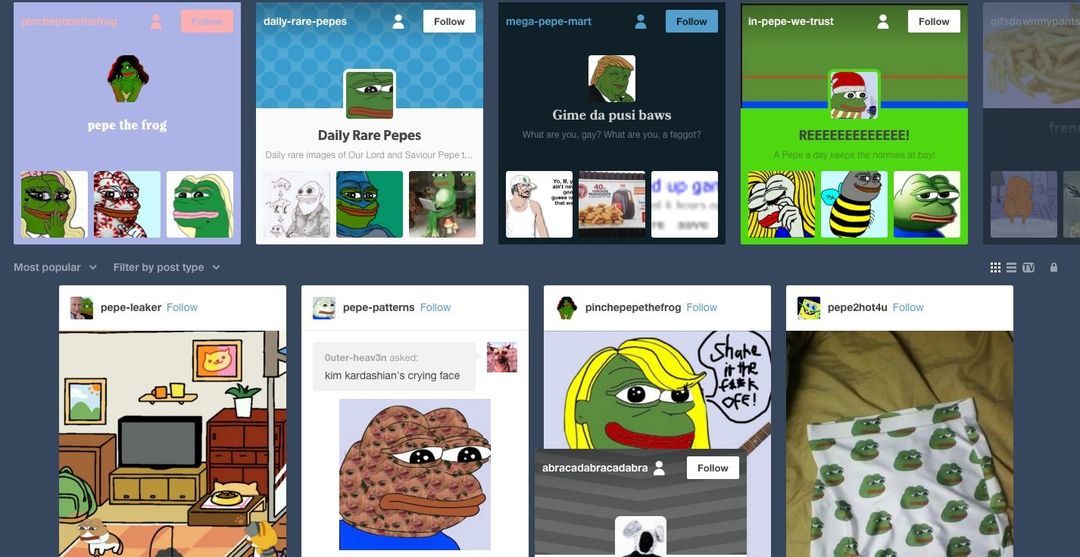 pinchepepethefrog
Follow
pepe the frog
daily-rare-pepes
Follow
Daily Rare Pepes
Daily rare images of Our Lord and Saviour Pepe t...
mega-pepe-mart
Follow
Gime da pusi baws
What are you, gay? What are you, a faggot?
in-pepe-we-trust
Follow
REEEEEEEEEEEEE!
A Pepe a day keeps the normies at bay!
gifsdownmypants
Most popular
Filter by post type
TV
pepe-leaker Follow
pepe-patterns Follow
0uter-heav3n asked:
kim kardashian's crying face
pinchepepethefrog Follow
Shake
it the
f**k
OFF!
abracadabracadabra
Follow
pepe2hot4u Follow